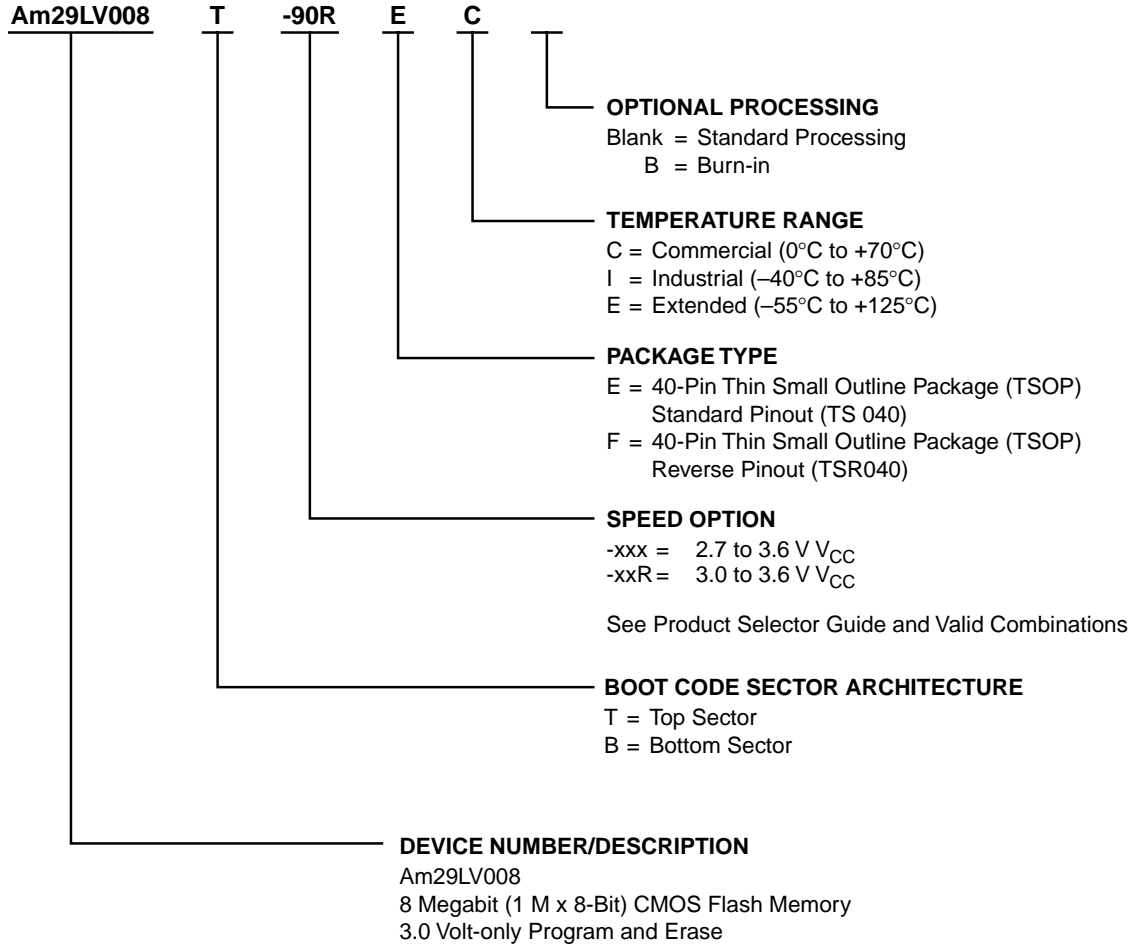 Am29LV008 T -90R E C
OPTIONAL PROCESSING
Blank = Standard Processing
B = Burn-in
TEMPERATURE RANGE
C = Commercial (0°C to +70°C)
I = Industrial (–40°C to +85°C)
E = Extended (–55°C to +125°C)
PACKAGE TYPE
E = 40-Pin Thin Small Outline Package (TSOP)
Standard Pinout (TS 040)
F = 40-Pin Thin Small Outline Package (TSOP)
Reverse Pinout (TSR040)
SPEED OPTION
-xxx = 2.7 to 3.6 V VCC
-xxR = 3.0 to 3.6 V VCC
See Product Selector Guide and Valid Combinations
BOOT CODE SECTOR ARCHITECTURE
T = Top Sector
B = Bottom Sector
DEVICE NUMBER/DESCRIPTION
Am29LV008
8 Megabit (1 M x 8-Bit) CMOS Flash Memory
3.0 Volt-only Program and Erase